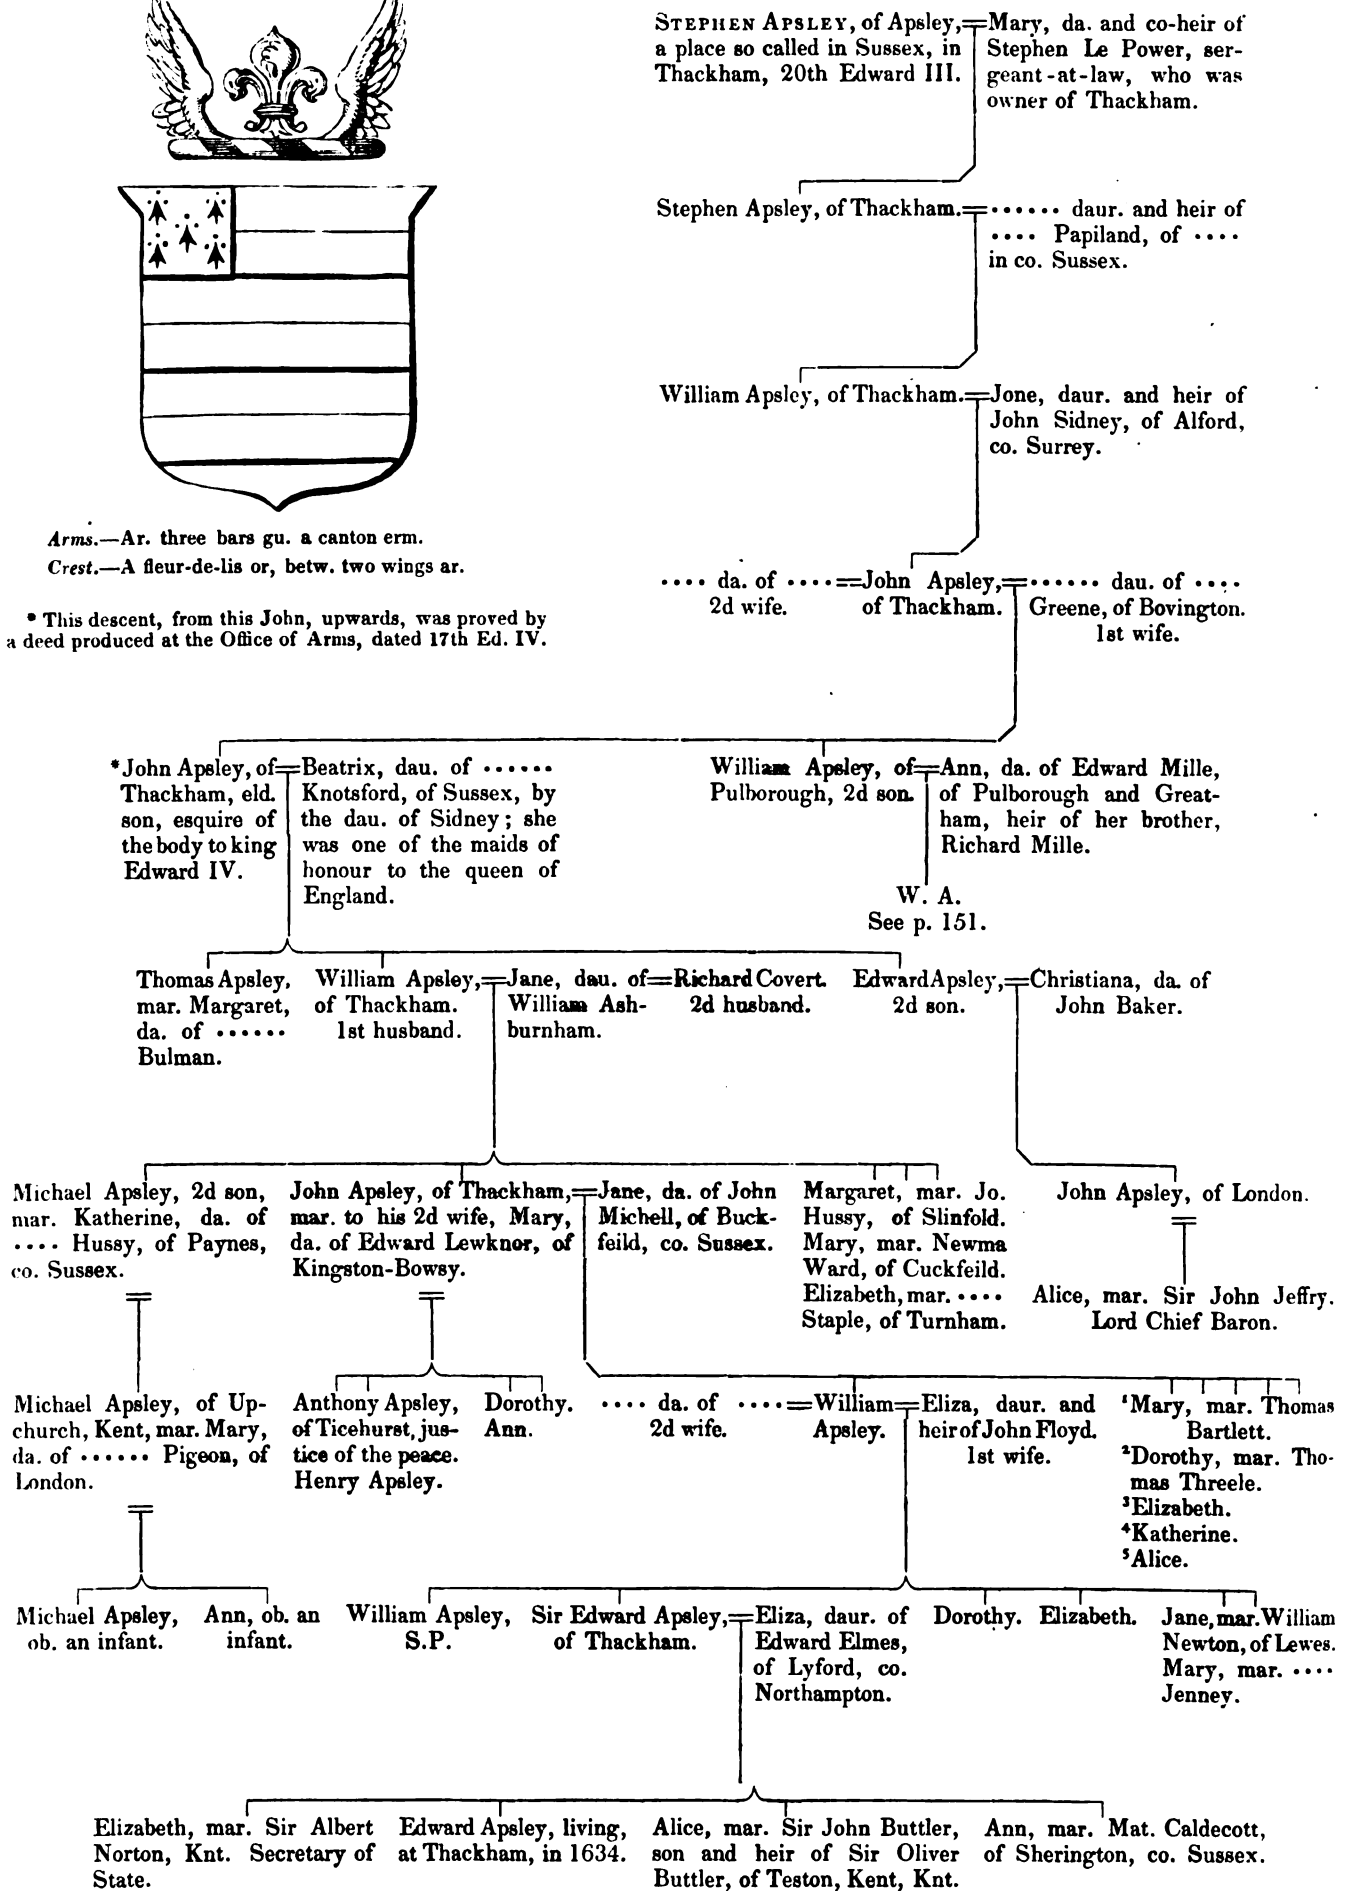 STEPHEN APSLEY, of Apsley,
a place so called in Sussex, in
Thackham, 20th Edward III.
Mary, da. and co-heir of
Stephen Le Power, ser-
geant-at-law, who was
owner of Thackham.
Stephen Apsley, of Thackham.
······ daur. and heir of
···· Papiland, of ····
in co. Sussex.
William Apsley, of Thackham.
Jone, daur. and heir of
John Sidney, of Alford,
co. Surrey.
Arms.—Ar. three bars gu. a canton erm.
Crest.—A fleur-de-lis or, betw. two wings ar.
* This descent, from this John, upwards, was proved by
a deed produced at the Office of Arms, dated 17th Ed. IV.
···· da. of ····
2d wife.
John Apsley,
of Thackham.
······ dau. of ····
Greene, of Bovington.
1st wife.
*John Apsley, of
Thackham, eld.
son, esquire of
the body to king
Edward IV.
Beatrix, dau. of ······
Knotsford, of Sussex, by
the dau. of Sidney; she
was one of the maids of
honour to the queen of
England.
William Apsley, of
Pulborough, 2d son.
Ann, da. of Edward Mille,
of Pulborough and Great-
ham, heir of her brother,
Richard Mille.
W. A.
See p. 151.
Thomas Apsley,
mar. Margaret,
da. of ······
Bulman.
William Apsley,
of Thackham.
1st husband.
Jane, dau. of
William Ash-
burnham.
Richard Covert.
2d husband.
Edward Apsley,
2d son.
Christiana, da. of
John Baker.
Michael Apsley, 2d son,
mar. Katherine, da. of
···· Hussy, of Paynes,
co. Sussex.
John Apsley, of Thackham,
mar. to his 2d wife, Mary,
da. of Edward Lewknor, of
Kingston-Bowsy.
Jane, da. of John
Michell, of Buck-
feild, co. Sussex.
Margaret, mar. Jo.
Hussy, of Slinfold.
Mary, mar. Newma
Ward, of Cuckfeild.
Elizabeth, mar. ····
Staple, of Turnham.
John Apsley, of London.
Alice, mar. Sir John Jeffry.
Lord Chief Baron.
Michael Apsley, of Up-
church, Kent, mar. Mary,
da. of ······ Pigeon, of
London.
Anthony Apsley,
of Ticehurst, jus-
tice of the peace.
Henry Apsley.
Dorothy.
Ann.
···· da. of ····
2d wife.
William
Apsley.
Eliza, daur. and
heir of John Floyd.
1st wife.
¹Mary, mar. Thomas
Bartlett.
²Dorothy, mar. Tho-
mas Threele.
³Elizabeth.
⁴Katherine.
⁵Alice.
Michael Apsley,
ob. an infant.
Ann, ob. an
infant.
William Apsley,
S.P.
Sir Edward Apsley,
of Thackham.
Eliza, daur. of
Edward Elmes,
of Lyford, co.
Northampton.
Dorothy.
Elizabeth.
Jane, mar. William
Newton, of Lewes.
Mary, mar. ····
Jenney.
Elizabeth, mar. Sir Albert
Norton, Knt. Secretary of
State.
Edward Apsley, living,
at Thackham, in 1634.
Alice, mar. Sir John Buttler,
son and heir of Sir Oliver
Buttler, of Teston, Kent, Knt.
Ann, mar. Mat. Caldecott,
of Sherington, co. Sussex.